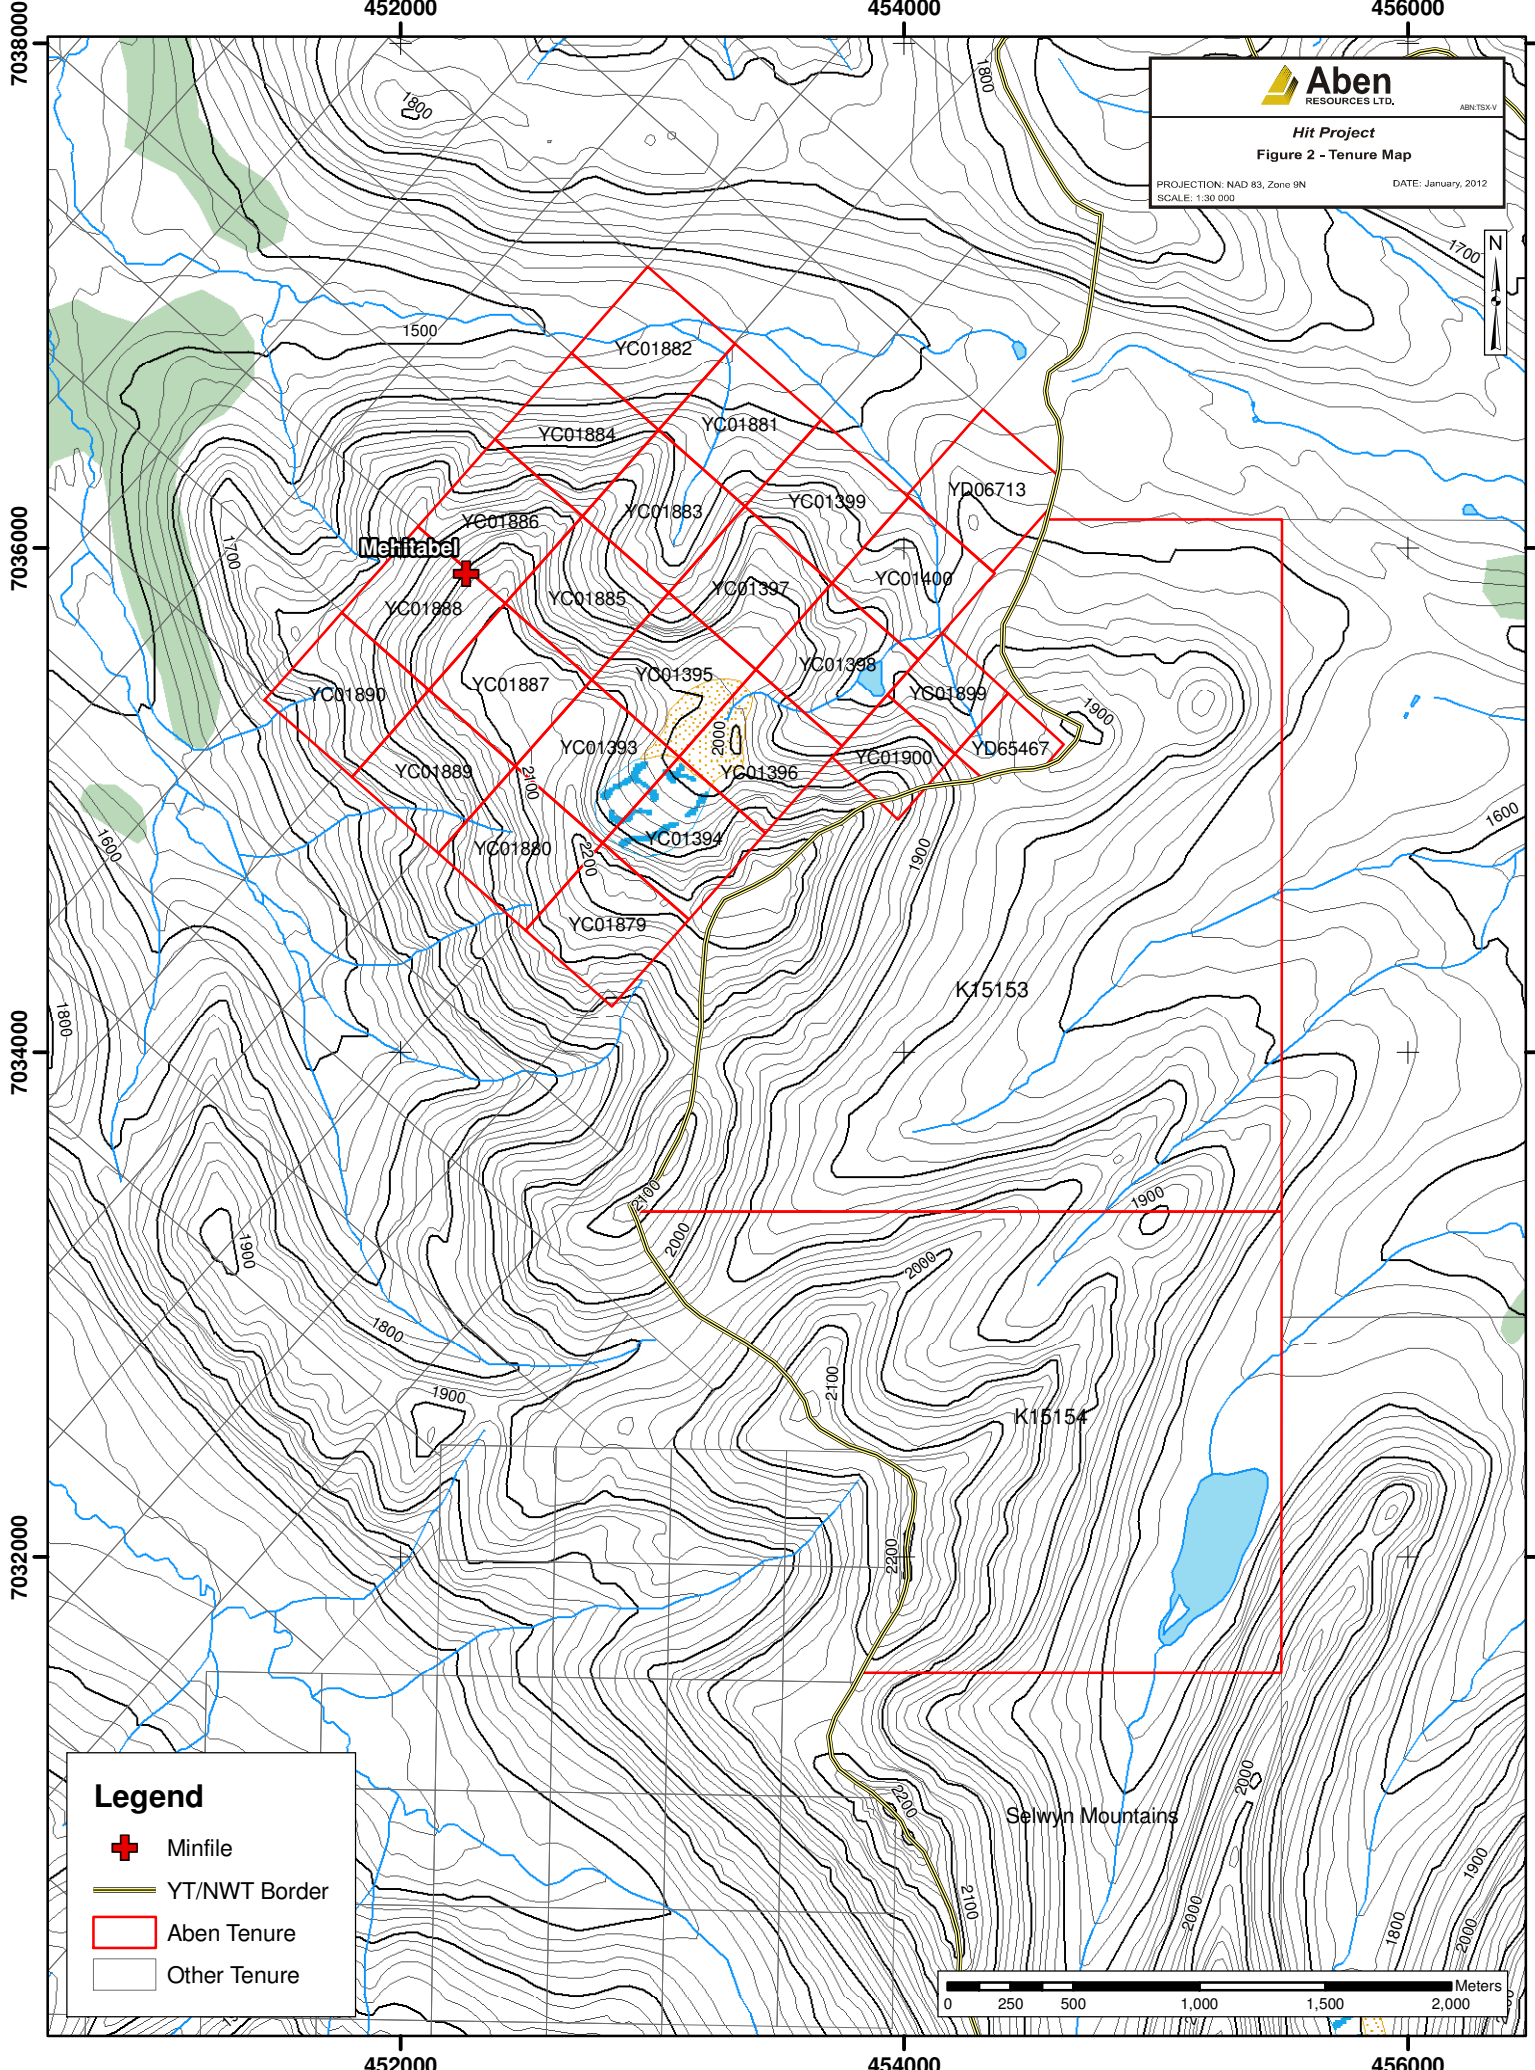 452000
454000
456000
7038000
1800
1800
Aben
RESOURCES LTD.
ABN:TSX-V
Hit Project
Figure 2 - Tenure Map
PROJECTION: NAD 83, Zone 9N
DATE: January, 2012
SCALE: 1:30 000
1700
N
1500
YC01882
YC01884
YC01881
YD06713
YC01886
YC01883
YC01399
7036000
1700
Mehitabel
YC01888
YC01885
YC01397
YC01400
YC01890
YC01887
YC01395
YC01398
YC01899
1900
YC01393
2000
YD65467
YC01889
2100
YC01396
YC01900
1600
1600
YC01880
2200
YC01394
1900
YC01879
K15153
1800
7034000
2100
1900
2000
1900
2000
1800
2100
1900
K15154
7032000
2200
2000
2200
Selwyn Mountains
1900
2100
2000
1800
2000
Legend
Minfile
YT/NWT Border
Aben Tenure
Other Tenure
Meters
0
250
500
1,000
1,500
2,000
452000
454000
456000